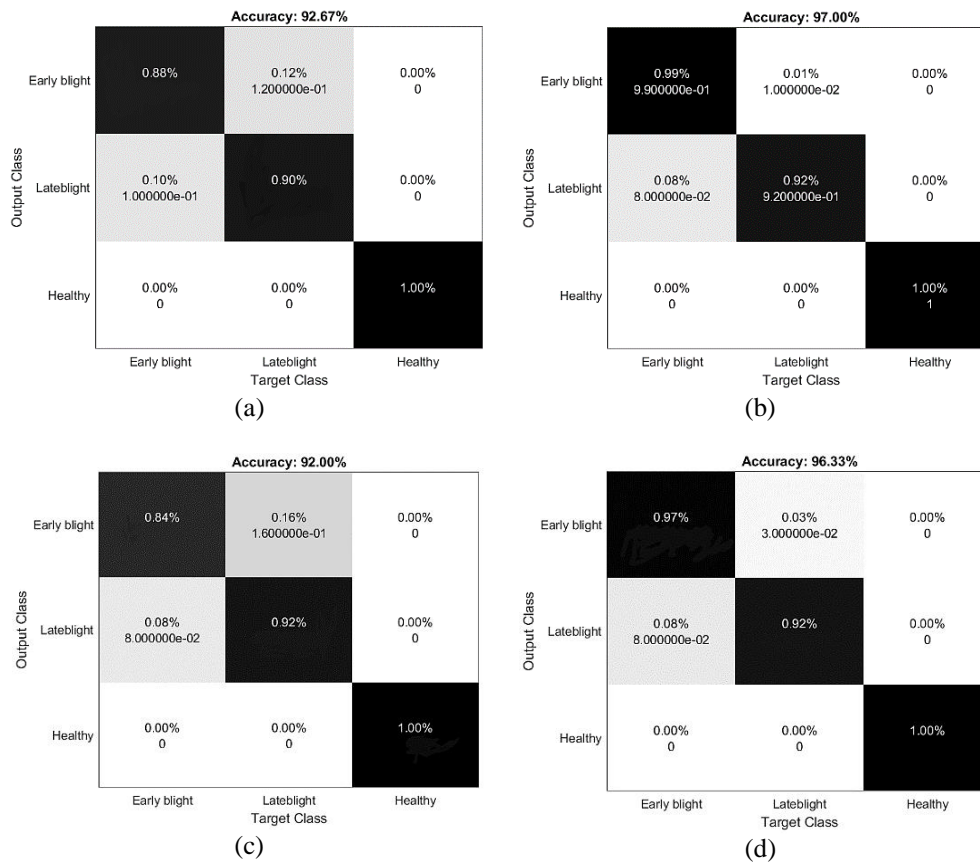 Accuracy: 92.67%
Output Class
Early blight
0.88%
0.12%
1.200000e-01
0.00%
0
Lateblight
0.10%
1.000000e-01
0.90%
0.00%
0
Healthy
0.00%
0
0.00%
0
1.00%
Early blight
Lateblight
Healthy
Target Class
(a)
Accuracy: 97.00%
Output Class
Early blight
0.99%
9.900000e-01
0.01%
1.000000e-02
0.00%
0
Lateblight
0.08%
8.000000e-02
0.92%
9.200000e-01
0.00%
0
Healthy
0.00%
0
0.00%
0
1.00%
1
Early blight
Lateblight
Healthy
Target Class
(b)
Accuracy: 92.00%
Output Class
Early blight
0.84%
0.16%
1.600000e-01
0.00%
0
Lateblight
0.08%
8.000000e-02
0.92%
0.00%
0
Healthy
0.00%
0
0.00%
0
1.00%
Early blight
Lateblight
Healthy
Target Class
(c)
Accuracy: 96.33%
Output Class
Early blight
0.97%
0.03%
3.000000e-02
0.00%
0
Lateblight
0.08%
8.000000e-02
0.92%
0.00%
0
Healthy
0.00%
0
0.00%
0
1.00%
Early blight
Lateblight
Healthy
Target Class
(d)